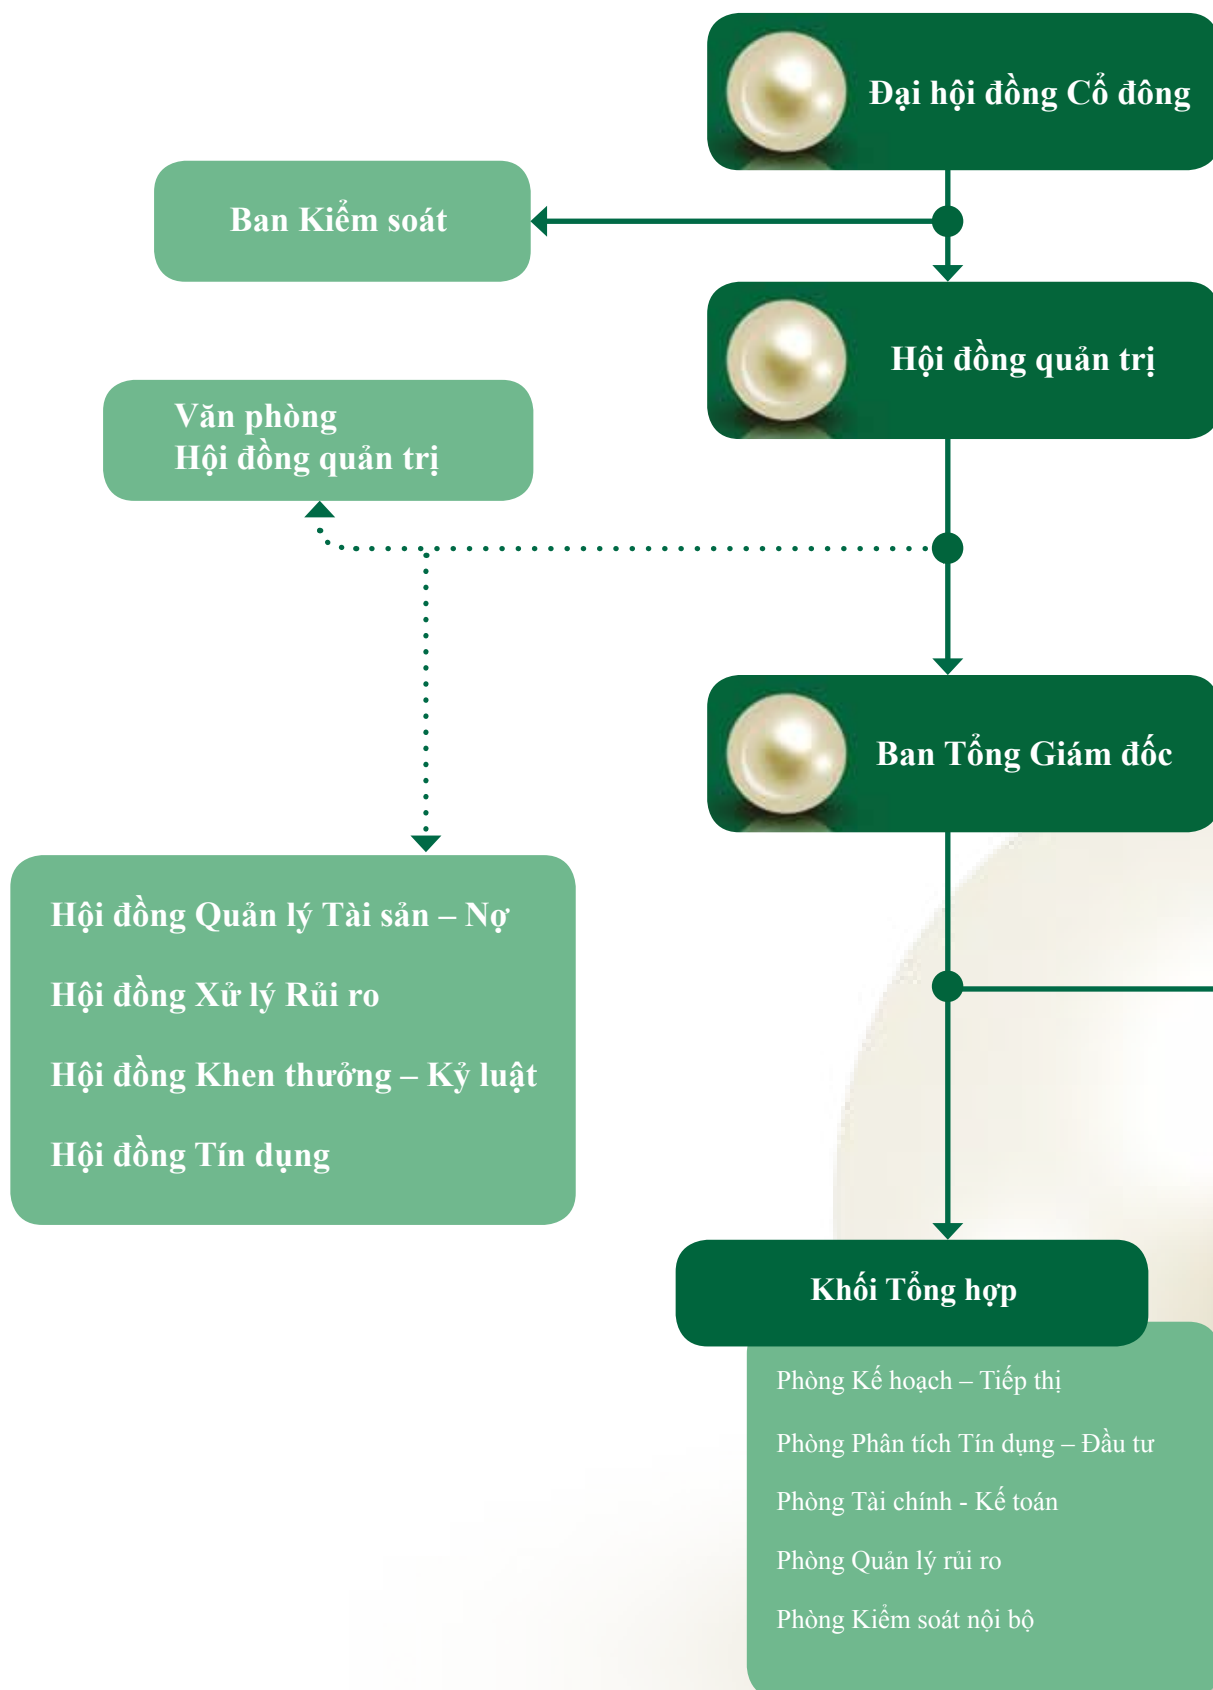 Đại hội đồng Cổ đông
Ban Kiểm soát
Hội đồng quản trị
Văn phòng
Hội đồng quản trị
Ban Tổng Giám đốc
Hội đồng Quản lý Tài sản – Nợ
Hội đồng Xử lý Rủi ro
Hội đồng Khen thưởng – Kỷ luật
Hội đồng Tín dụng
Khối Tổng hợp
Phòng Kế hoạch – Tiếp thị
Phòng Phân tích Tín dụng – Đầu tư
Phòng Tài chính - Kế toán
Phòng Quản lý rủi ro
Phòng Kiểm soát nội bộ